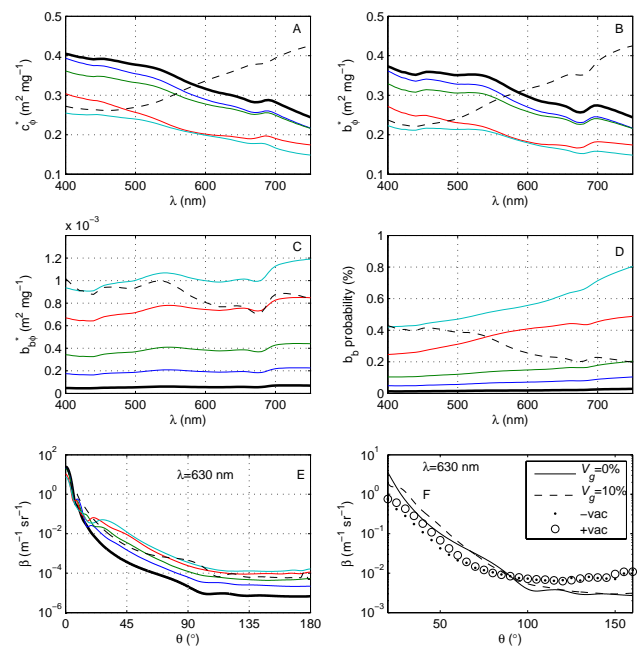 0.5
0.4
0.3
0.2
0.1
400
500
600
700
λ (nm)
c*ϕ (m² mg⁻¹)
A
0.5
0.4
0.3
0.2
0.1
400
500
600
700
λ (nm)
b*ϕ (m² mg⁻¹)
B
x 10⁻³
1.2
1
0.8
0.6
0.4
0.2
0
400
500
600
700
λ (nm)
b*bϕ (m² mg⁻¹)
C
1
0.8
0.6
0.4
0.2
0
400
500
600
700
λ (nm)
b_b probability (%)
D
10²
10⁰
10⁻²
10⁻⁴
10⁻⁶
0
45
90
135
180
θ (°)
β (m⁻¹ sr⁻¹)
λ=630 nm
E
10¹
10⁰
10⁻¹
10⁻²
10⁻³
50
100
150
θ (°)
β (m⁻¹ sr⁻¹)
λ=630 nm
F
V_g=0%
V_g=10%
−vac
+vac